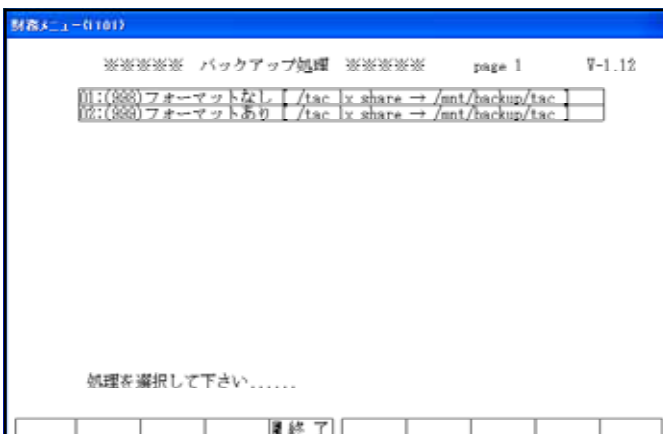 財務メニュー(1101)
※※※※※ バックアップ処理 ※※※※※ page 1 V-1.12
01:(998)フォーマットなし [ /tac lx share → /mnt/backup/tac ]
02:(999)フォーマットあり [ /tac lx share → /mnt/backup/tac ]
処理を選択して下さい......
終 了